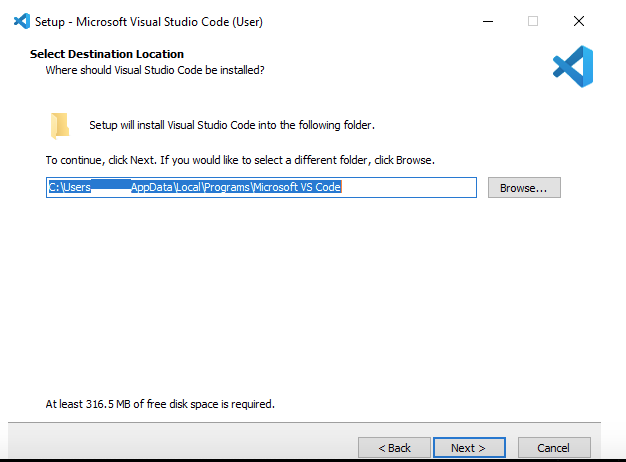 Setup - Microsoft Visual Studio Code (User)
Select Destination Location
Where should Visual Studio Code be installed?
Setup will install Visual Studio Code into the following folder.
To continue, click Next. If you would like to select a different folder, click Browse.
C:\Users AppData\Local\Programs\Microsoft VS Code
Browse...
At least 316.5 MB of free disk space is required.
< Back
Next >
Cancel